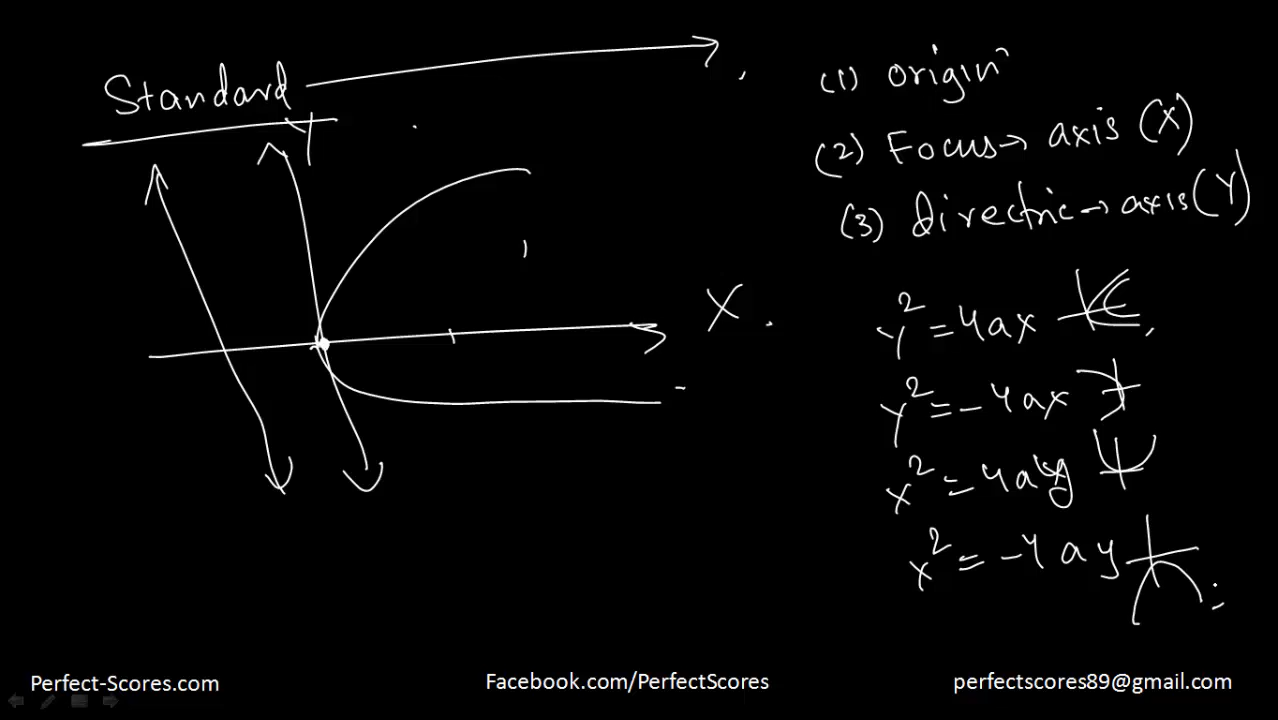 Standard
Y
X
(1) origin
(2) Focus → axis (X)
(3) directric → axis (Y)
y² = 4ax
y² = -4ax
x² = 4ay
x² = -4ay
Perfect-Scores.com
Facebook.com/PerfectScores
perfectscores89@gmail.com